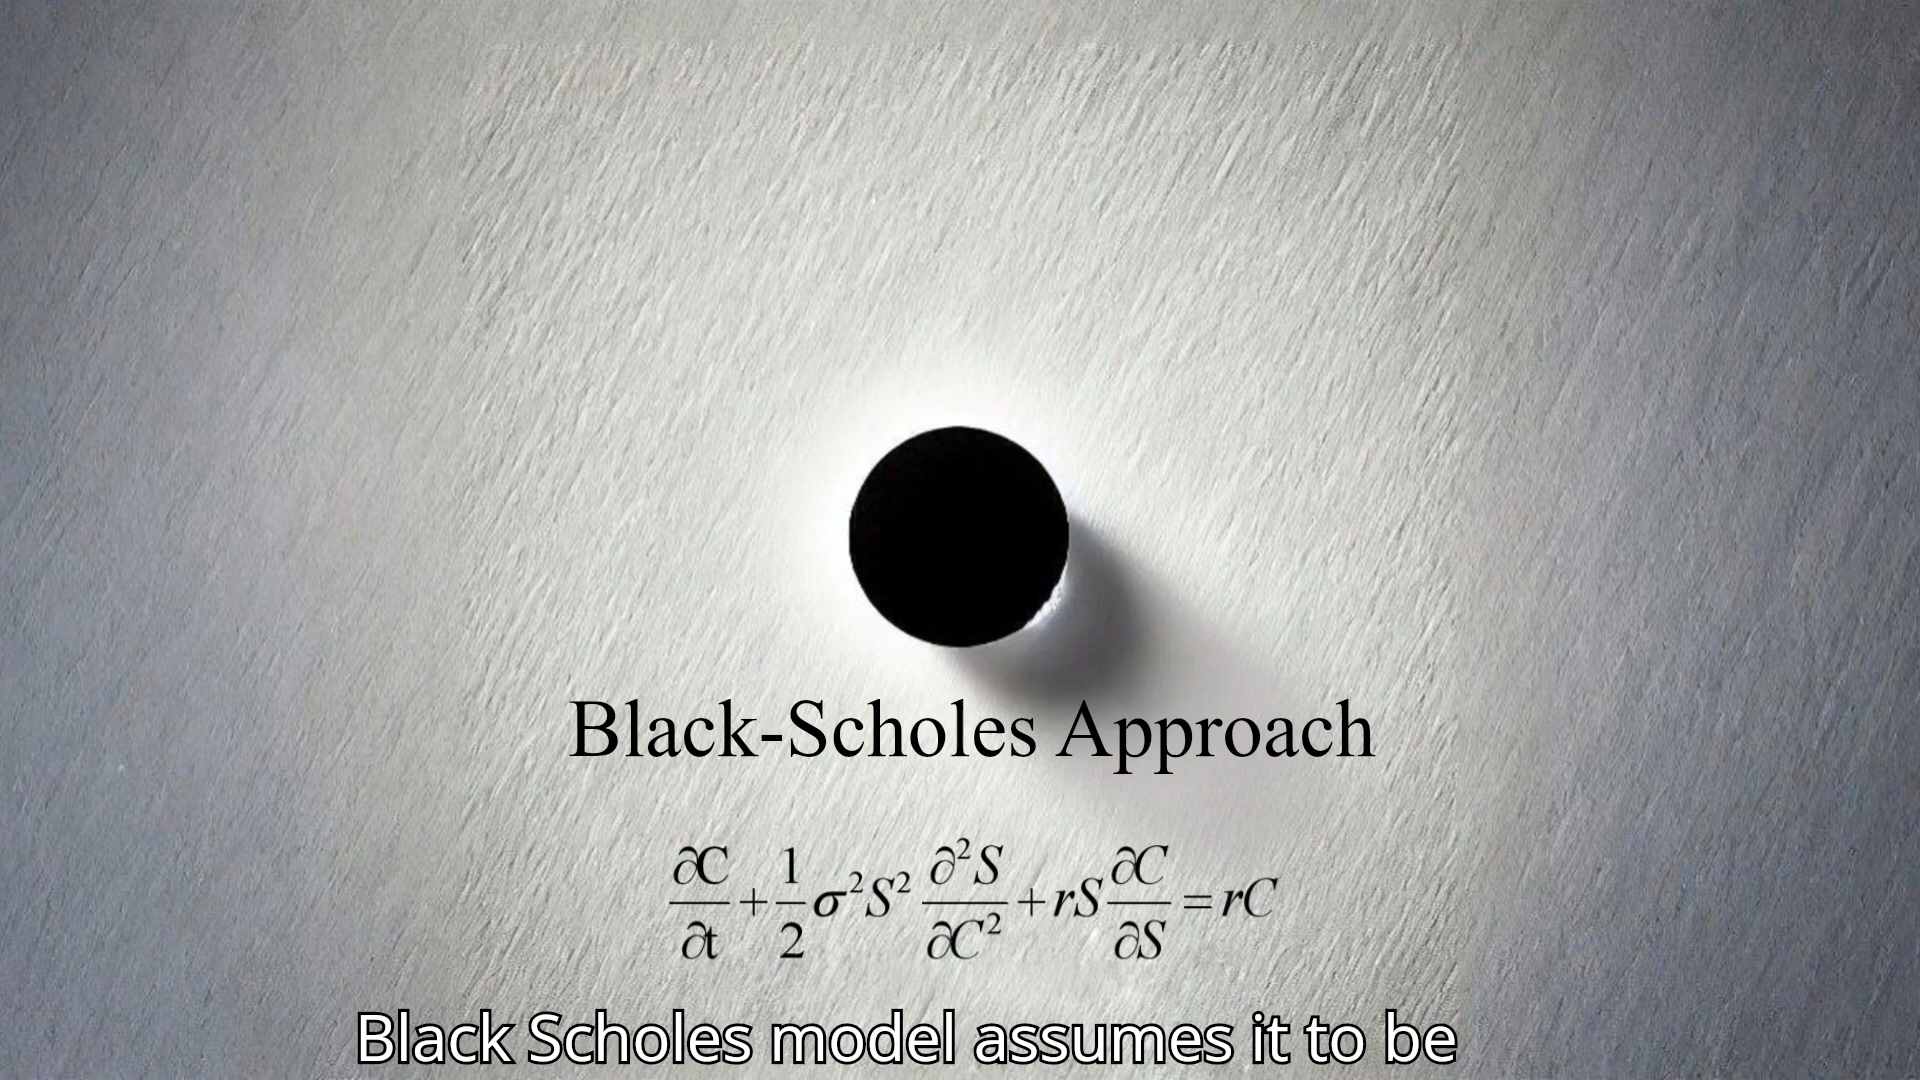 Black-Scholes Approach
∂C/∂t + 1/2 σ²S² ∂²S/∂C² + rS ∂C/∂S = rC
Black Scholes model assumes it to be